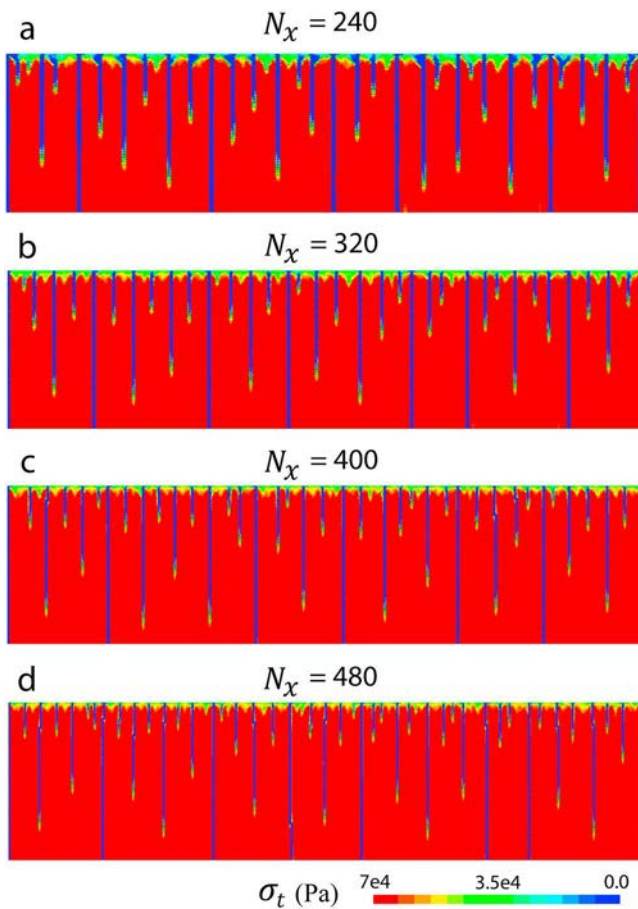 a
Nₓ = 240
b
Nₓ = 320
c
Nₓ = 400
d
Nₓ = 480
σₜ (Pa) 7e4 3.5e4 0.0